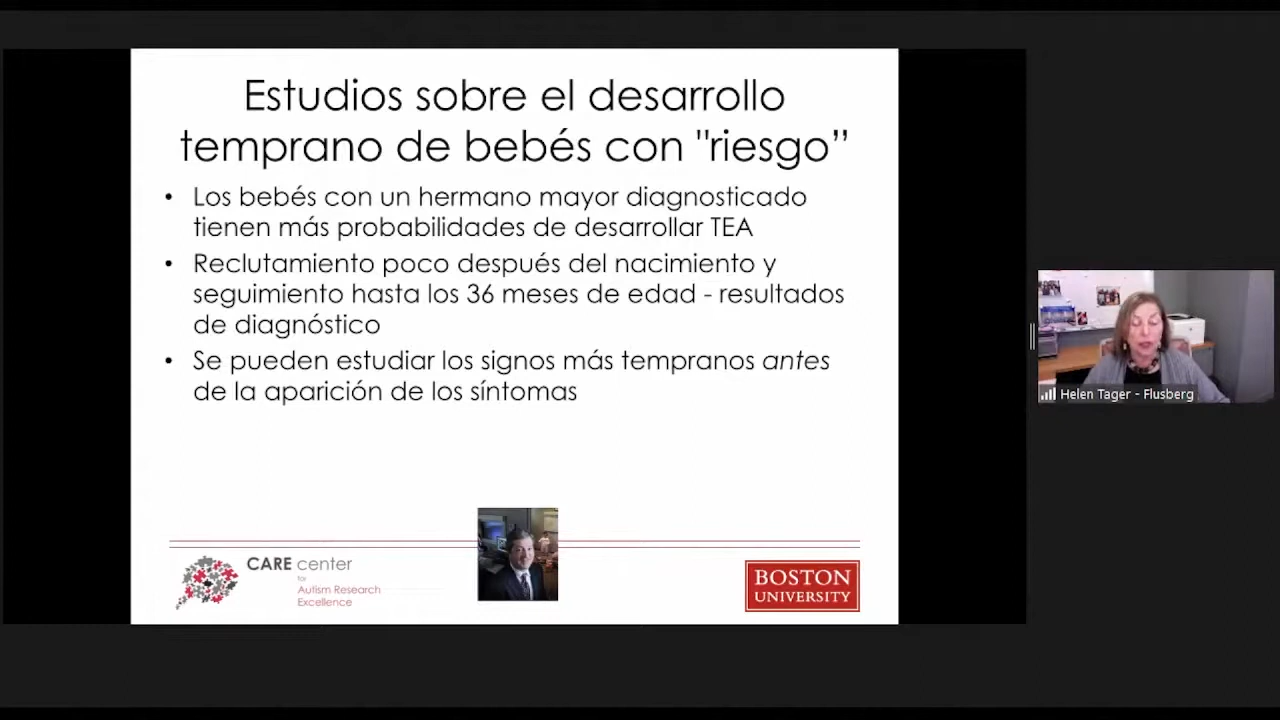 Estudios sobre el desarrollo
temprano de bebés con "riesgo”
• Los bebés con un hermano mayor diagnosticado
tienen más probabilidades de desarrollar TEA
• Reclutamiento poco después del nacimiento y
seguimiento hasta los 36 meses de edad - resultados
de diagnóstico
• Se pueden estudiar los signos más tempranos antes
de la aparición de los síntomas
CARE center
for
Autism Research
Excellence
BOSTON
UNIVERSITY
Helen Tager - Flusberg